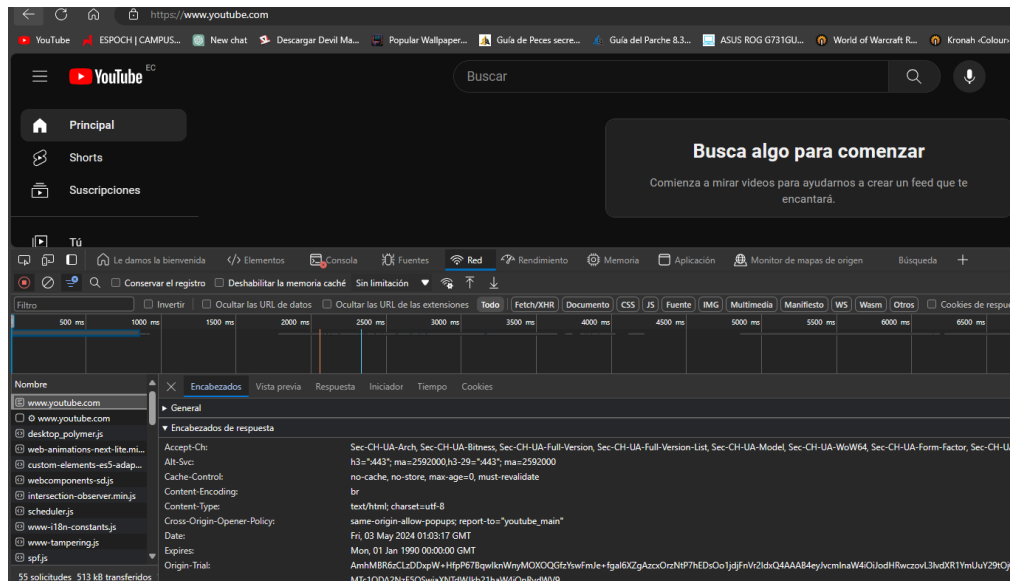 https://www.youtube.com
YouTube ESPOCH | CAMPUS... New chat Descargar Devil Ma... Popular Wallpaper... Guía de Peces secre... Guía del Parche 8.3... ASUS ROG G731GU... World of Warcraft R... Kronah «Colour
YouTube EC
Buscar
Principal
Shorts
Suscripciones
Tú
Busca algo para comenzar
Comienza a mirar videos para ayudarnos a crear un feed que te
encantará.
Le damos la bienvenida </> Elementos Consola Fuentes Red Rendimiento Memoria Aplicación Monitor de mapas de origen Búsqueda +
Conservar el registro Deshabilitar la memoria caché Sin limitación
Filtro Invertir Ocultar las URL de datos Ocultar las URL de las extensiones Todo Fetch/XHR Documento CSS JS Fuente IMG Multimedia Manifiesto WS Wasm Otros Cookies de respue
500 ms 1000 ms 1500 ms 2000 ms 2500 ms 3000 ms 3500 ms 4000 ms 4500 ms 5000 ms 5500 ms 6000 ms 6500 ms
Nombre
www.youtube.com
www.youtube.com
desktop_polymer.js
web-animations-next-lite.mi...
custom-elements-es5-adap...
webcomponents-sd.js
intersection-observer.min.js
scheduler.js
www-i18n-constants.js
www-tampering.js
spf.js
55 solicitudes 513 kB transferidos
Encabezados Vista previa Respuesta Iniciador Tiempo Cookies
General
Encabezados de respuesta
Accept-Ch: Sec-CH-UA-Arch, Sec-CH-UA-Bitness, Sec-CH-UA-Full-Version, Sec-CH-UA-Full-Version-List, Sec-CH-UA-Model, Sec-CH-UA-WoW64, Sec-CH-UA-Form-Factor, Sec-CH-U
Alt-Svc: h3=":443"; ma=2592000,h3-29=":443"; ma=2592000
Cache-Control: no-cache, no-store, max-age=0, must-revalidate
Content-Encoding: br
Content-Type: text/html; charset=utf-8
Cross-Origin-Opener-Policy: same-origin-allow-popups; report-to="youtube_main"
Date: Fri, 03 May 2024 01:03:17 GMT
Expires: Mon, 01 Jan 1990 00:00:00 GMT
Origin-Trial: